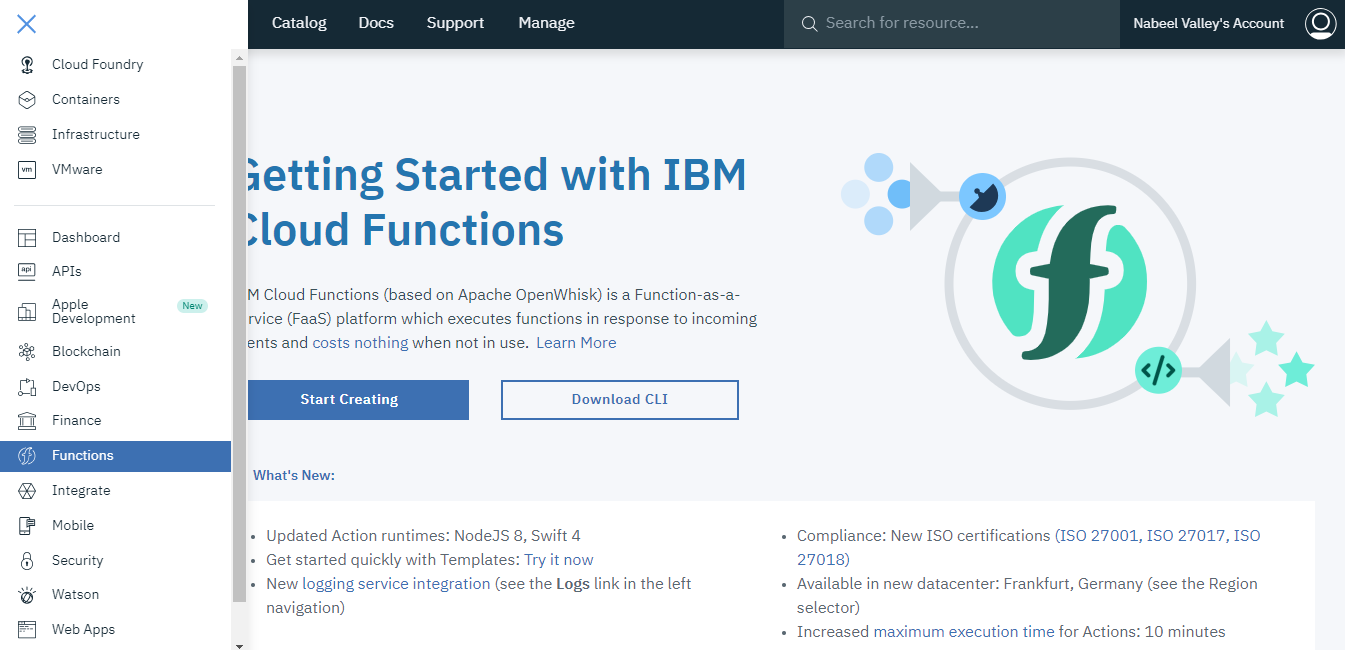 Catalog Docs Support Manage Search for resource... Nabeel Valley's Account
Cloud Foundry
Containers
Infrastructure
vm VMware
Dashboard
api APIs
Apple
Development New
Blockchain
DevOps
Finance
Functions
Integrate
Mobile
Security
Watson
Web Apps
Getting Started with IBM
Cloud Functions
M Cloud Functions (based on Apache OpenWhisk) is a Function-as-a-
rvice (FaaS) platform which executes functions in response to incoming
ents and costs nothing when not in use. Learn More
Start Creating Download CLI
</>
What's New:
• Updated Action runtimes: NodeJS 8, Swift 4
• Get started quickly with Templates: Try it now
• New logging service integration (see the Logs link in the left
navigation)
• Compliance: New ISO certifications (ISO 27001, ISO 27017, ISO
27018)
• Available in new datacenter: Frankfurt, Germany (see the Region
selector)
• Increased maximum execution time for Actions: 10 minutes